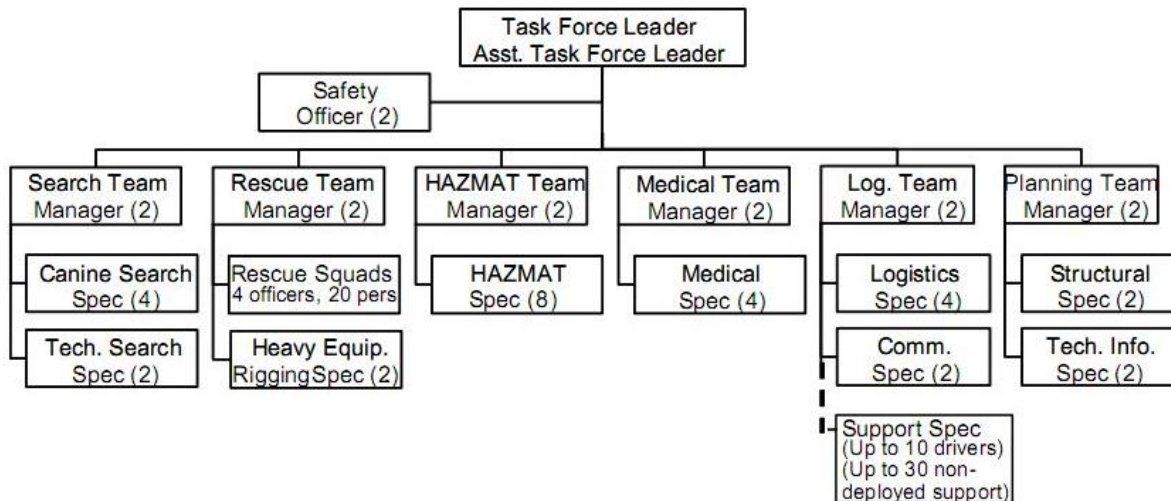 Task Force Leader
Asst. Task Force Leader
Safety
Officer (2)
Search Team
Manager (2)
Rescue Team
Manager (2)
HAZMAT Team
Manager (2)
Medical Team
Manager (2)
Log. Team
Manager (2)
Planning Team
Manager (2)
Canine Search
Spec (4)
Rescue Squads
4 officers, 20 pers
HAZMAT
Spec (8)
Medical
Spec (4)
Logistics
Spec (4)
Structural
Spec (2)
Tech. Search
Spec (2)
Heavy Equip.
RiggingSpec (2)
Comm.
Spec (2)
Tech. Info.
Spec (2)
Support Spec
(Up to 10 drivers)
(Up to 30 non-
deployed support)